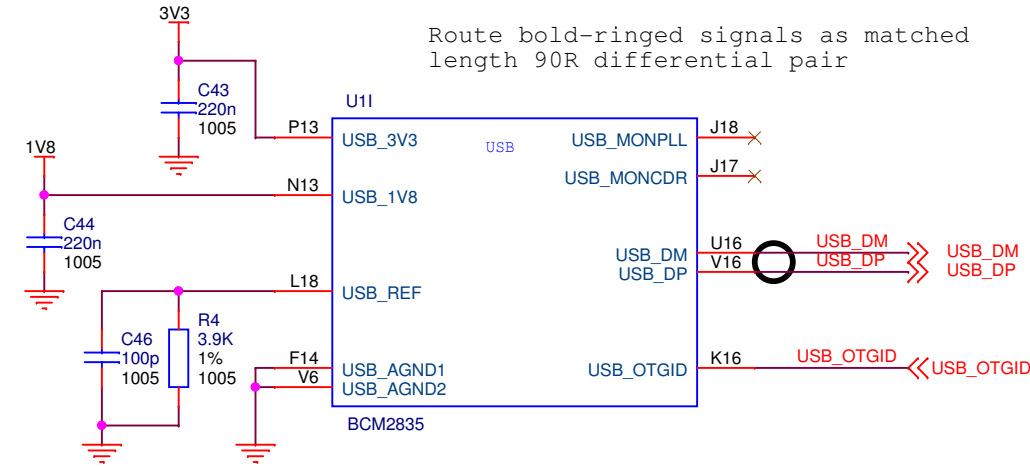 3V3
Route bold-ringed signals as matched
length 90R differential pair
C43
220n
1005
U1I
P13
USB_3V3
USB
USB_MONPLL
J18
1V8
USB_MONCDR
J17
N13
USB_1V8
C44
220n
1005
USB_DM
U16
USB_DM
USB_DM
USB_DP
V16
USB_DP
USB_DP
L18
USB_REF
C46
100p
1005
R4
3.9K
1%
1005
F14
USB_AGND1
V6
USB_AGND2
USB_OTGID
K16
USB_OTGID
USB_OTGID
BCM2835